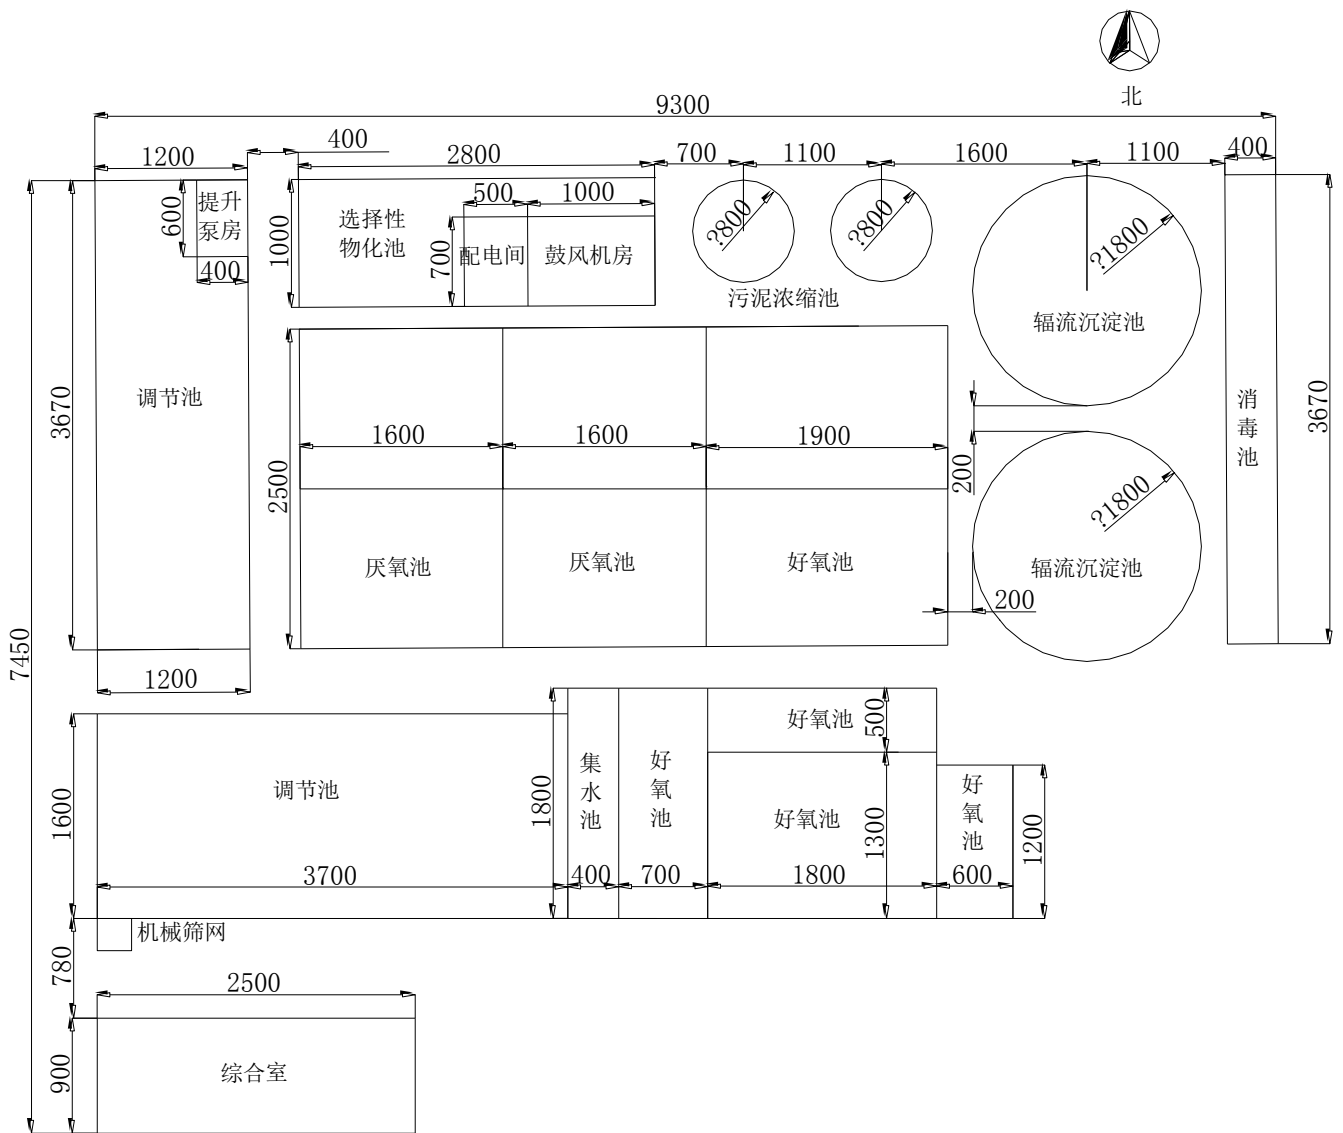 北
9300
1200
400
2800
700
1100
1600
1100
400
600
提升
泵房
400
1000
选择性
物化池
500
1000
700
配电间
鼓风机房
?800
?800
污泥浓缩池
?1800
辐流沉淀池
3670
调节池
消
毒
池
3670
1600
1600
1900
2500
200
?1800
厌氧池
厌氧池
好氧池
辐流沉淀池
200
7450
1200
好氧池
500
1600
调节池
1800
集
水
池
好
氧
池
好氧池
1300
好
氧
池
1200
3700
400
700
1800
600
机械筛网
780
2500
900
综合室